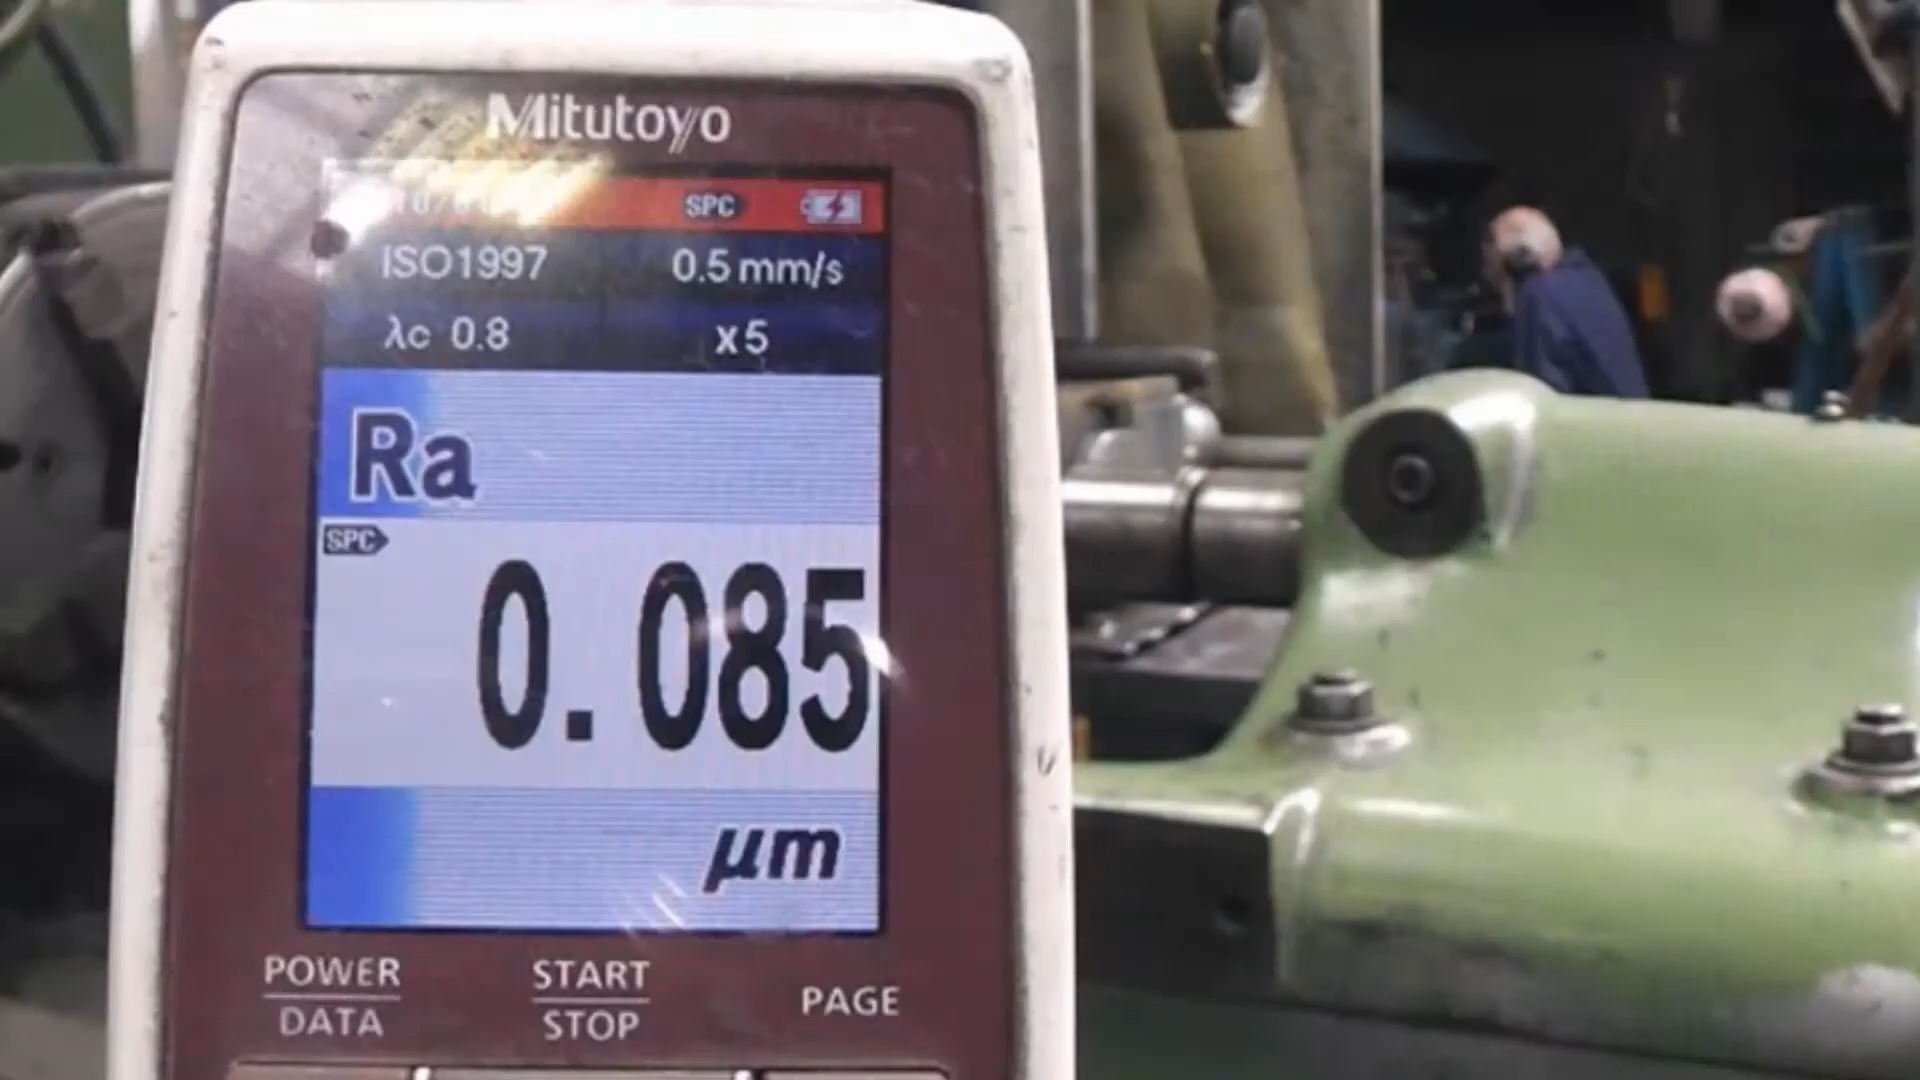 Mitutoyo
SPC
ISO1997 0.5 mm/s
λc 0.8 x5
Ra
SPC
0.085
µm
POWER START PAGE
DATA STOP